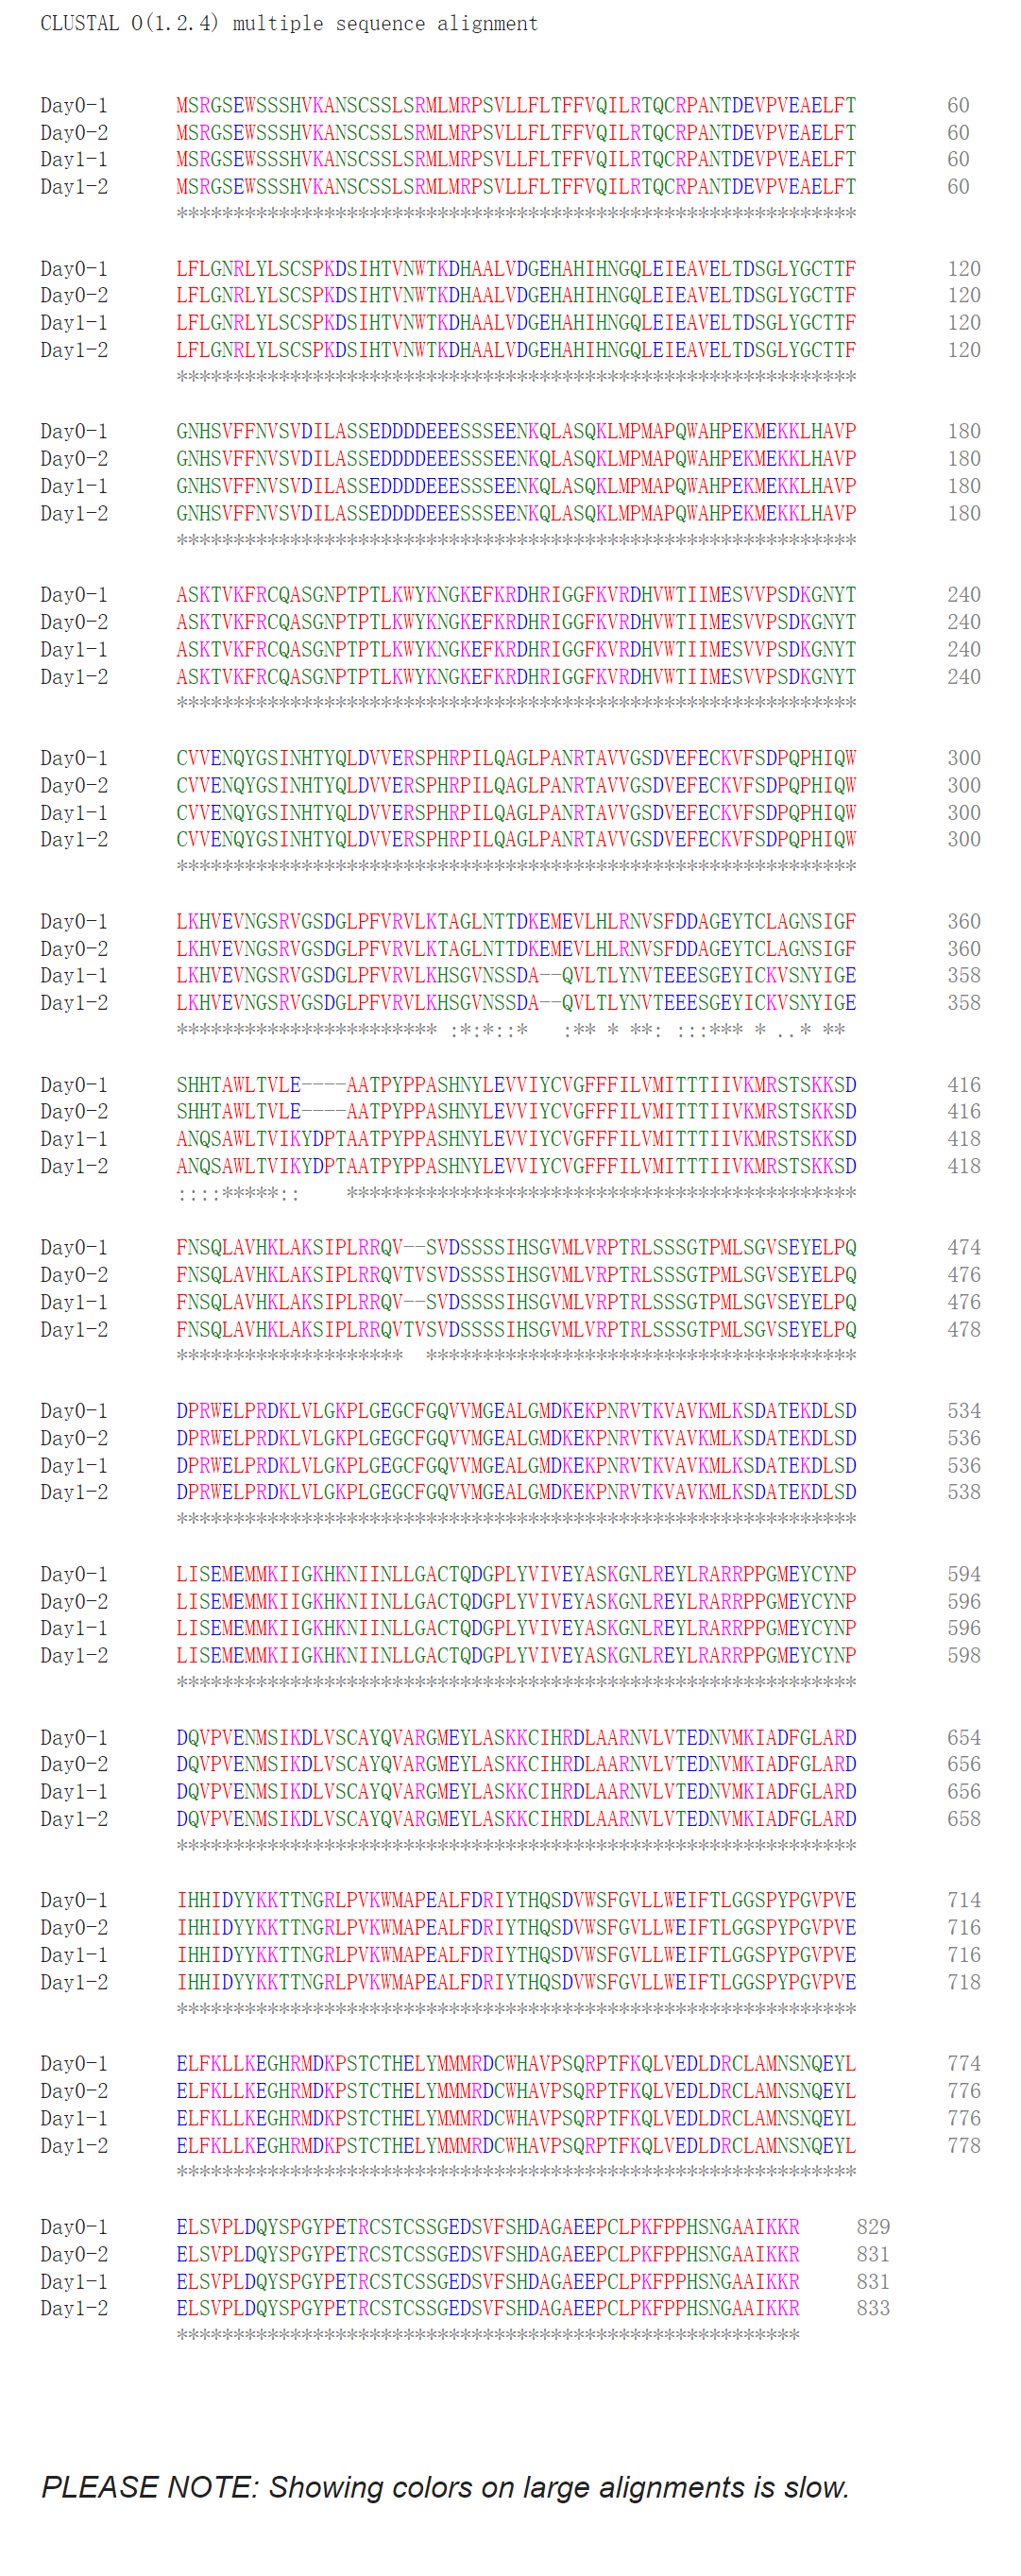 CLUSTAL O(1.2.4) multiple sequence alignment
Day0-1 MSRGSEWSSSHVKANSCSSLSRMLMRPSVLLFLTFFVQILRTQCRPANTDEVPVEAELFT 60
Day0-2 MSRGSEWSSSHVKANSCSSLSRMLMRPSVLLFLTFFVQILRTQCRPANTDEVPVEAELFT 60
Day1-1 MSRGSEWSSSHVKANSCSSLSRMLMRPSVLLFLTFFVQILRTQCRPANTDEVPVEAELFT 60
Day1-2 MSRGSEWSSSHVKANSCSSLSRMLMRPSVLLFLTFFVQILRTQCRPANTDEVPVEAELFT 60
************************************************************
Day0-1 LFLGNRLYLSCSPKDSIHTVNWTKDHAALVDGEHAHIHNGQLEIEAVELTDSGLYGCTTF 120
Day0-2 LFLGNRLYLSCSPKDSIHTVNWTKDHAALVDGEHAHIHNGQLEIEAVELTDSGLYGCTTF 120
Day1-1 LFLGNRLYLSCSPKDSIHTVNWTKDHAALVDGEHAHIHNGQLEIEAVELTDSGLYGCTTF 120
Day1-2 LFLGNRLYLSCSPKDSIHTVNWTKDHAALVDGEHAHIHNGQLEIEAVELTDSGLYGCTTF 120
************************************************************
Day0-1 GNHSVFFNVSVDILASSEDDDDEEESSSEENKQLASQKLMPMAPQWAHPEKMEKKLHAVP 180
Day0-2 GNHSVFFNVSVDILASSEDDDDEEESSSEENKQLASQKLMPMAPQWAHPEKMEKKLHAVP 180
Day1-1 GNHSVFFNVSVDILASSEDDDDEEESSSEENKQLASQKLMPMAPQWAHPEKMEKKLHAVP 180
Day1-2 GNHSVFFNVSVDILASSEDDDDEEESSSEENKQLASQKLMPMAPQWAHPEKMEKKLHAVP 180
************************************************************
Day0-1 ASKTVKFRCQASGNPTPTLKWYKNGKEFKRDHRIGGFKVRDHVWTIIMESVVPSDKGNYT 240
Day0-2 ASKTVKFRCQASGNPTPTLKWYKNGKEFKRDHRIGGFKVRDHVWTIIMESVVPSDKGNYT 240
Day1-1 ASKTVKFRCQASGNPTPTLKWYKNGKEFKRDHRIGGFKVRDHVWTIIMESVVPSDKGNYT 240
Day1-2 ASKTVKFRCQASGNPTPTLKWYKNGKEFKRDHRIGGFKVRDHVWTIIMESVVPSDKGNYT 240
************************************************************
Day0-1 CVVENQYGSINHTYQLDVVERSPHRPILQAGLPANRTAVVGSDVEFECKVFSDPQPHIQW 300
Day0-2 CVVENQYGSINHTYQLDVVERSPHRPILQAGLPANRTAVVGSDVEFECKVFSDPQPHIQW 300
Day1-1 CVVENQYGSINHTYQLDVVERSPHRPILQAGLPANRTAVVGSDVEFECKVFSDPQPHIQW 300
Day1-2 CVVENQYGSINHTYQLDVVERSPHRPILQAGLPANRTAVVGSDVEFECKVFSDPQPHIQW 300
************************************************************
Day0-1 LKHVEVNGSRVGSDGLPFVRVLKTAGLNTTDKEMEVLHLRNVSFDDAGEYTCLAGNSIGF 360
Day0-2 LKHVEVNGSRVGSDGLPFVRVLKTAGLNTTDKEMEVLHLRNVSFDDAGEYTCLAGNSIGF 360
Day1-1 LKHVEVNGSRVGSDGLPFVRVLKHSGVNSSDA--QVLTLYNVTEEESGEYICKVSNYIGE 358
Day1-2 LKHVEVNGSRVGSDGLPFVRVLKHSGVNSSDA--QVLTLYNVTEEESGEYICKVSNYIGE 358
*********************** :*:*::*   :** * **: :::*** * ..* **
Day0-1 SHHTAWLTVLE----AATPYPPASHNYLEVVIYCVGFFFILVMITTTIIVKMRSTSKKSD 416
Day0-2 SHHTAWLTVLE----AATPYPPASHNYLEVVIYCVGFFFILVMITTTIIVKMRSTSKKSD 416
Day1-1 ANQSAWLTVIKYDPTAATPYPPASHNYLEVVIYCVGFFFILVMITTTIIVKMRSTSKKSD 418
Day1-2 ANQSAWLTVIKYDPTAATPYPPASHNYLEVVIYCVGFFFILVMITTTIIVKMRSTSKKSD 418
::::*****::    *********************************************
Day0-1 FNSQLAVHKLAKSIPLRRQV--SVDSSSSIHSGVMLVRPTRLSSSGTPMLSGVSEYELPQ 474
Day0-2 FNSQLAVHKLAKSIPLRRQVTVSVDSSSSIHSGVMLVRPTRLSSSGTPMLSGVSEYELPQ 476
Day1-1 FNSQLAVHKLAKSIPLRRQV--SVDSSSSIHSGVMLVRPTRLSSSGTPMLSGVSEYELPQ 476
Day1-2 FNSQLAVHKLAKSIPLRRQVTVSVDSSSSIHSGVMLVRPTRLSSSGTPMLSGVSEYELPQ 478
********************  **************************************
Day0-1 DPRWELPRDKLVLGKPLGEGCFGQVVMGEALGMDKEKPNRVTKVAVKMLKSDATEKDLSD 534
Day0-2 DPRWELPRDKLVLGKPLGEGCFGQVVMGEALGMDKEKPNRVTKVAVKMLKSDATEKDLSD 536
Day1-1 DPRWELPRDKLVLGKPLGEGCFGQVVMGEALGMDKEKPNRVTKVAVKMLKSDATEKDLSD 536
Day1-2 DPRWELPRDKLVLGKPLGEGCFGQVVMGEALGMDKEKPNRVTKVAVKMLKSDATEKDLSD 538
************************************************************
Day0-1 LISEMEMMKIIGKHKNIINLLGACTQDGPLYVIVEYASKGNLREYLRARRPPGMEYCYNP 594
Day0-2 LISEMEMMKIIGKHKNIINLLGACTQDGPLYVIVEYASKGNLREYLRARRPPGMEYCYNP 596
Day1-1 LISEMEMMKIIGKHKNIINLLGACTQDGPLYVIVEYASKGNLREYLRARRPPGMEYCYNP 596
Day1-2 LISEMEMMKIIGKHKNIINLLGACTQDGPLYVIVEYASKGNLREYLRARRPPGMEYCYNP 598
************************************************************
Day0-1 DQVPVENMSIKDLVSCAYQVARGMEYLASKKCIHRDLAARNVLVTEDNVMKIADFGLARD 654
Day0-2 DQVPVENMSIKDLVSCAYQVARGMEYLASKKCIHRDLAARNVLVTEDNVMKIADFGLARD 656
Day1-1 DQVPVENMSIKDLVSCAYQVARGMEYLASKKCIHRDLAARNVLVTEDNVMKIADFGLARD 656
Day1-2 DQVPVENMSIKDLVSCAYQVARGMEYLASKKCIHRDLAARNVLVTEDNVMKIADFGLARD 658
************************************************************
Day0-1 IHHIDYYKKTTNGRLPVKWMAPEALFDRIYTHQSDVWSFGVLLWEIFTLGGSPYPGVPVE 714
Day0-2 IHHIDYYKKTTNGRLPVKWMAPEALFDRIYTHQSDVWSFGVLLWEIFTLGGSPYPGVPVE 716
Day1-1 IHHIDYYKKTTNGRLPVKWMAPEALFDRIYTHQSDVWSFGVLLWEIFTLGGSPYPGVPVE 716
Day1-2 IHHIDYYKKTTNGRLPVKWMAPEALFDRIYTHQSDVWSFGVLLWEIFTLGGSPYPGVPVE 718
************************************************************
Day0-1 ELFKLLKEGHRMDKPSTCTHELYMMMRDCWHAVPSQRPTFKQLVEDLDRCLAMNSNQEYL 774
Day0-2 ELFKLLKEGHRMDKPSTCTHELYMMMRDCWHAVPSQRPTFKQLVEDLDRCLAMNSNQEYL 776
Day1-1 ELFKLLKEGHRMDKPSTCTHELYMMMRDCWHAVPSQRPTFKQLVEDLDRCLAMNSNQEYL 776
Day1-2 ELFKLLKEGHRMDKPSTCTHELYMMMRDCWHAVPSQRPTFKQLVEDLDRCLAMNSNQEYL 778
************************************************************
Day0-1 ELSVPLDQYSPGYPETRCSTCSSGEDSVFSHDAGAEEPCLPKFPPHSNGAAIKKR 829
Day0-2 ELSVPLDQYSPGYPETRCSTCSSGEDSVFSHDAGAEEPCLPKFPPHSNGAAIKKR 831
Day1-1 ELSVPLDQYSPGYPETRCSTCSSGEDSVFSHDAGAEEPCLPKFPPHSNGAAIKKR 831
Day1-2 ELSVPLDQYSPGYPETRCSTCSSGEDSVFSHDAGAEEPCLPKFPPHSNGAAIKKR 833
*******************************************************
PLEASE NOTE: Showing colors on large alignments is slow.